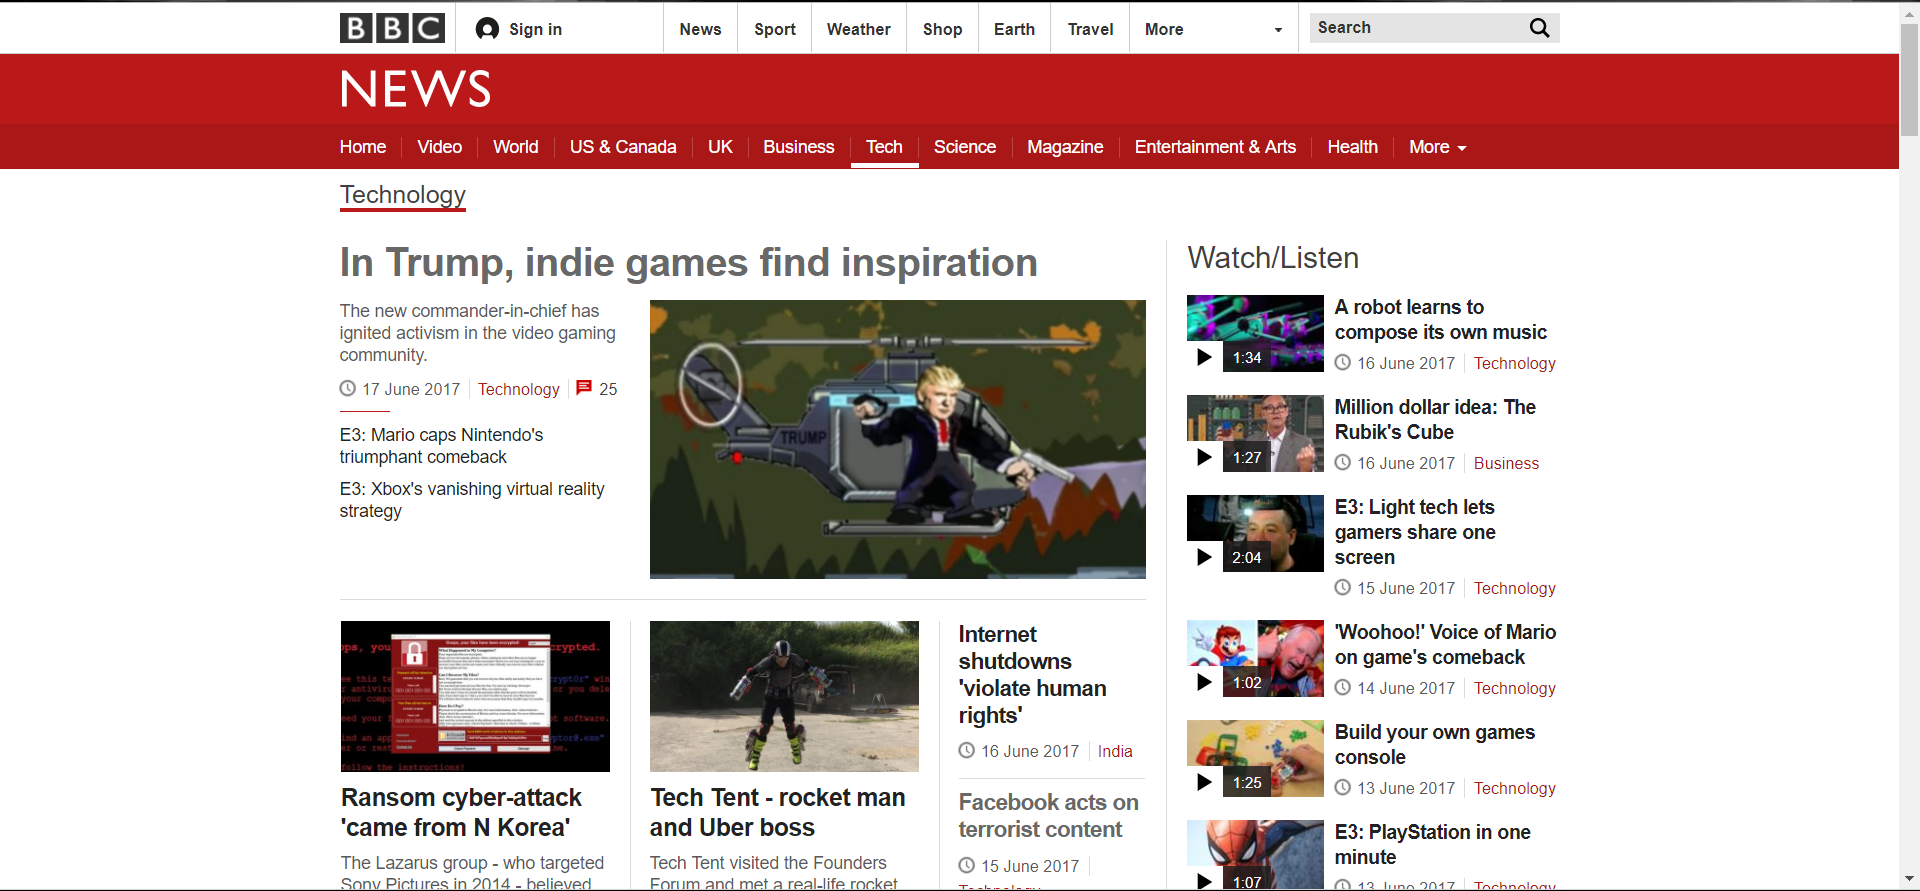 BBC
Sign in
News
Sport
Weather
Shop
Earth
Travel
More
Search
NEWS
Home
Video
World
US & Canada
UK
Business
Tech
Science
Magazine
Entertainment & Arts
Health
More
Technology
In Trump, indie games find inspiration
The new commander-in-chief has
ignited activism in the video gaming
community.
17 June 2017 Technology 25
E3: Mario caps Nintendo's
triumphant comeback
E3: Xbox's vanishing virtual reality
strategy
TRUMP
Ransom cyber-attack
'came from N Korea'
The Lazarus group - who targeted
Sony Pictures in 2014 - believed
Tech Tent - rocket man
and Uber boss
Tech Tent visited the Founders
Forum and met a real-life rocket
Internet
shutdowns
'violate human
rights'
16 June 2017 India
Facebook acts on
terrorist content
15 June 2017
Technology
Watch/Listen
1:34
A robot learns to
compose its own music
16 June 2017 Technology
1:27
Million dollar idea: The
Rubik's Cube
16 June 2017 Business
2:04
E3: Light tech lets
gamers share one
screen
15 June 2017 Technology
1:02
'Woohoo!' Voice of Mario
on game's comeback
14 June 2017 Technology
1:25
Build your own games
console
13 June 2017 Technology
1:07
E3: PlayStation in one
minute
13 June 2017 Technology